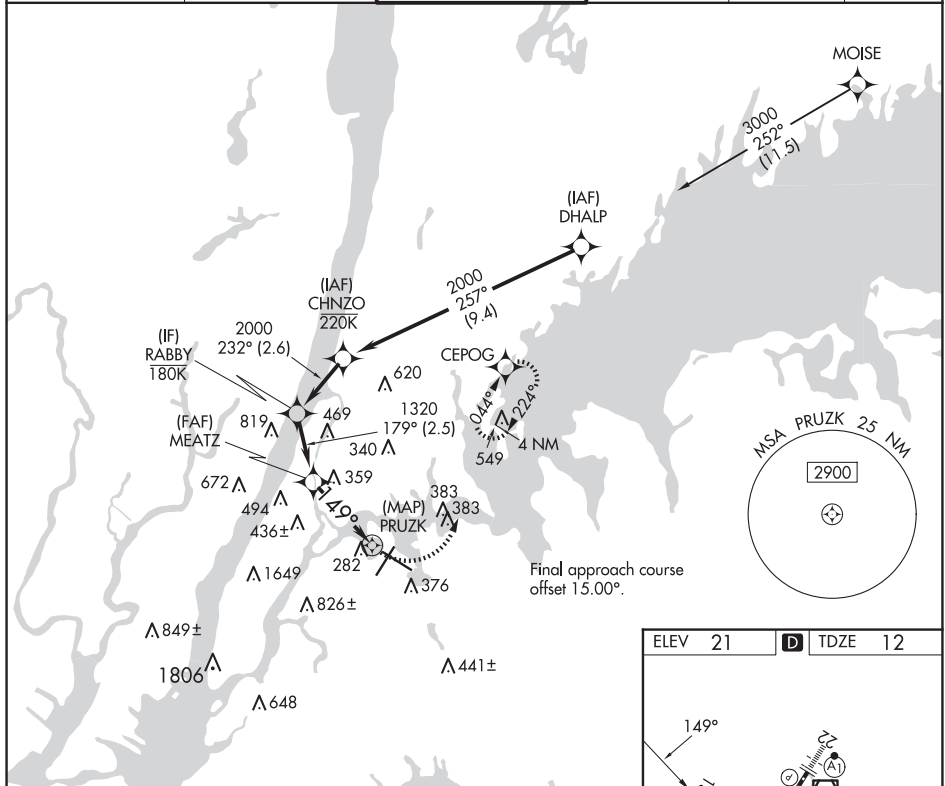 MOISE
3000
252°
(11.5)
(IAF)
DHALP
2000
257°
(9.4)
(IAF)
CHNZO
220K
2000
232° (2.6)
(IF)
RABBY
180K
CEPOG
044°
224°
4 NM
549
620
819
469
1320
179° (2.5)
340
(FAF)
MEATZ
672
359
494
149°
436±
(MAP)
PRUZK
383
383
282
376
1649
826±
849±
1806
441±
648
Final approach course
offset 15.00°.
MSA PRUZK 25 NM
2900
ELEV 21
D
TDZE 12
149°
22
A1